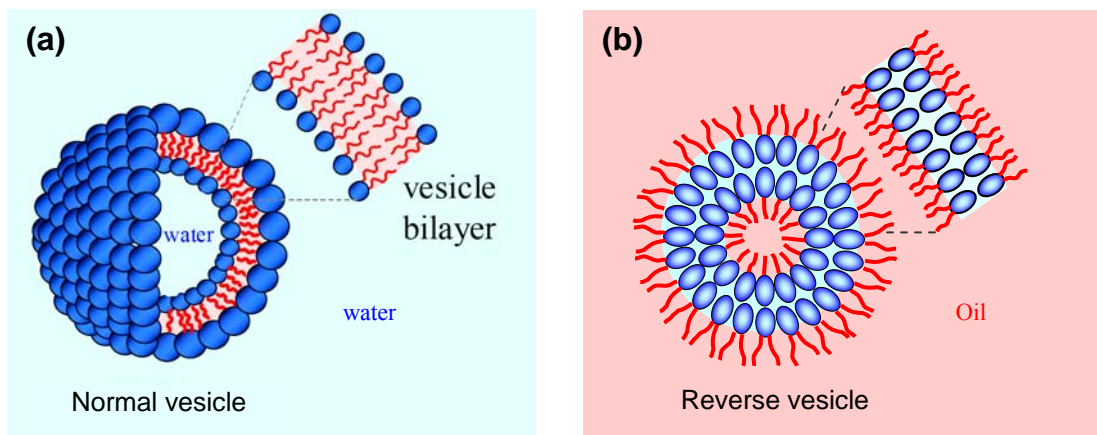 (a)
vesicle
bilayer
water
water
Normal vesicle
(b)
Oil
Reverse vesicle